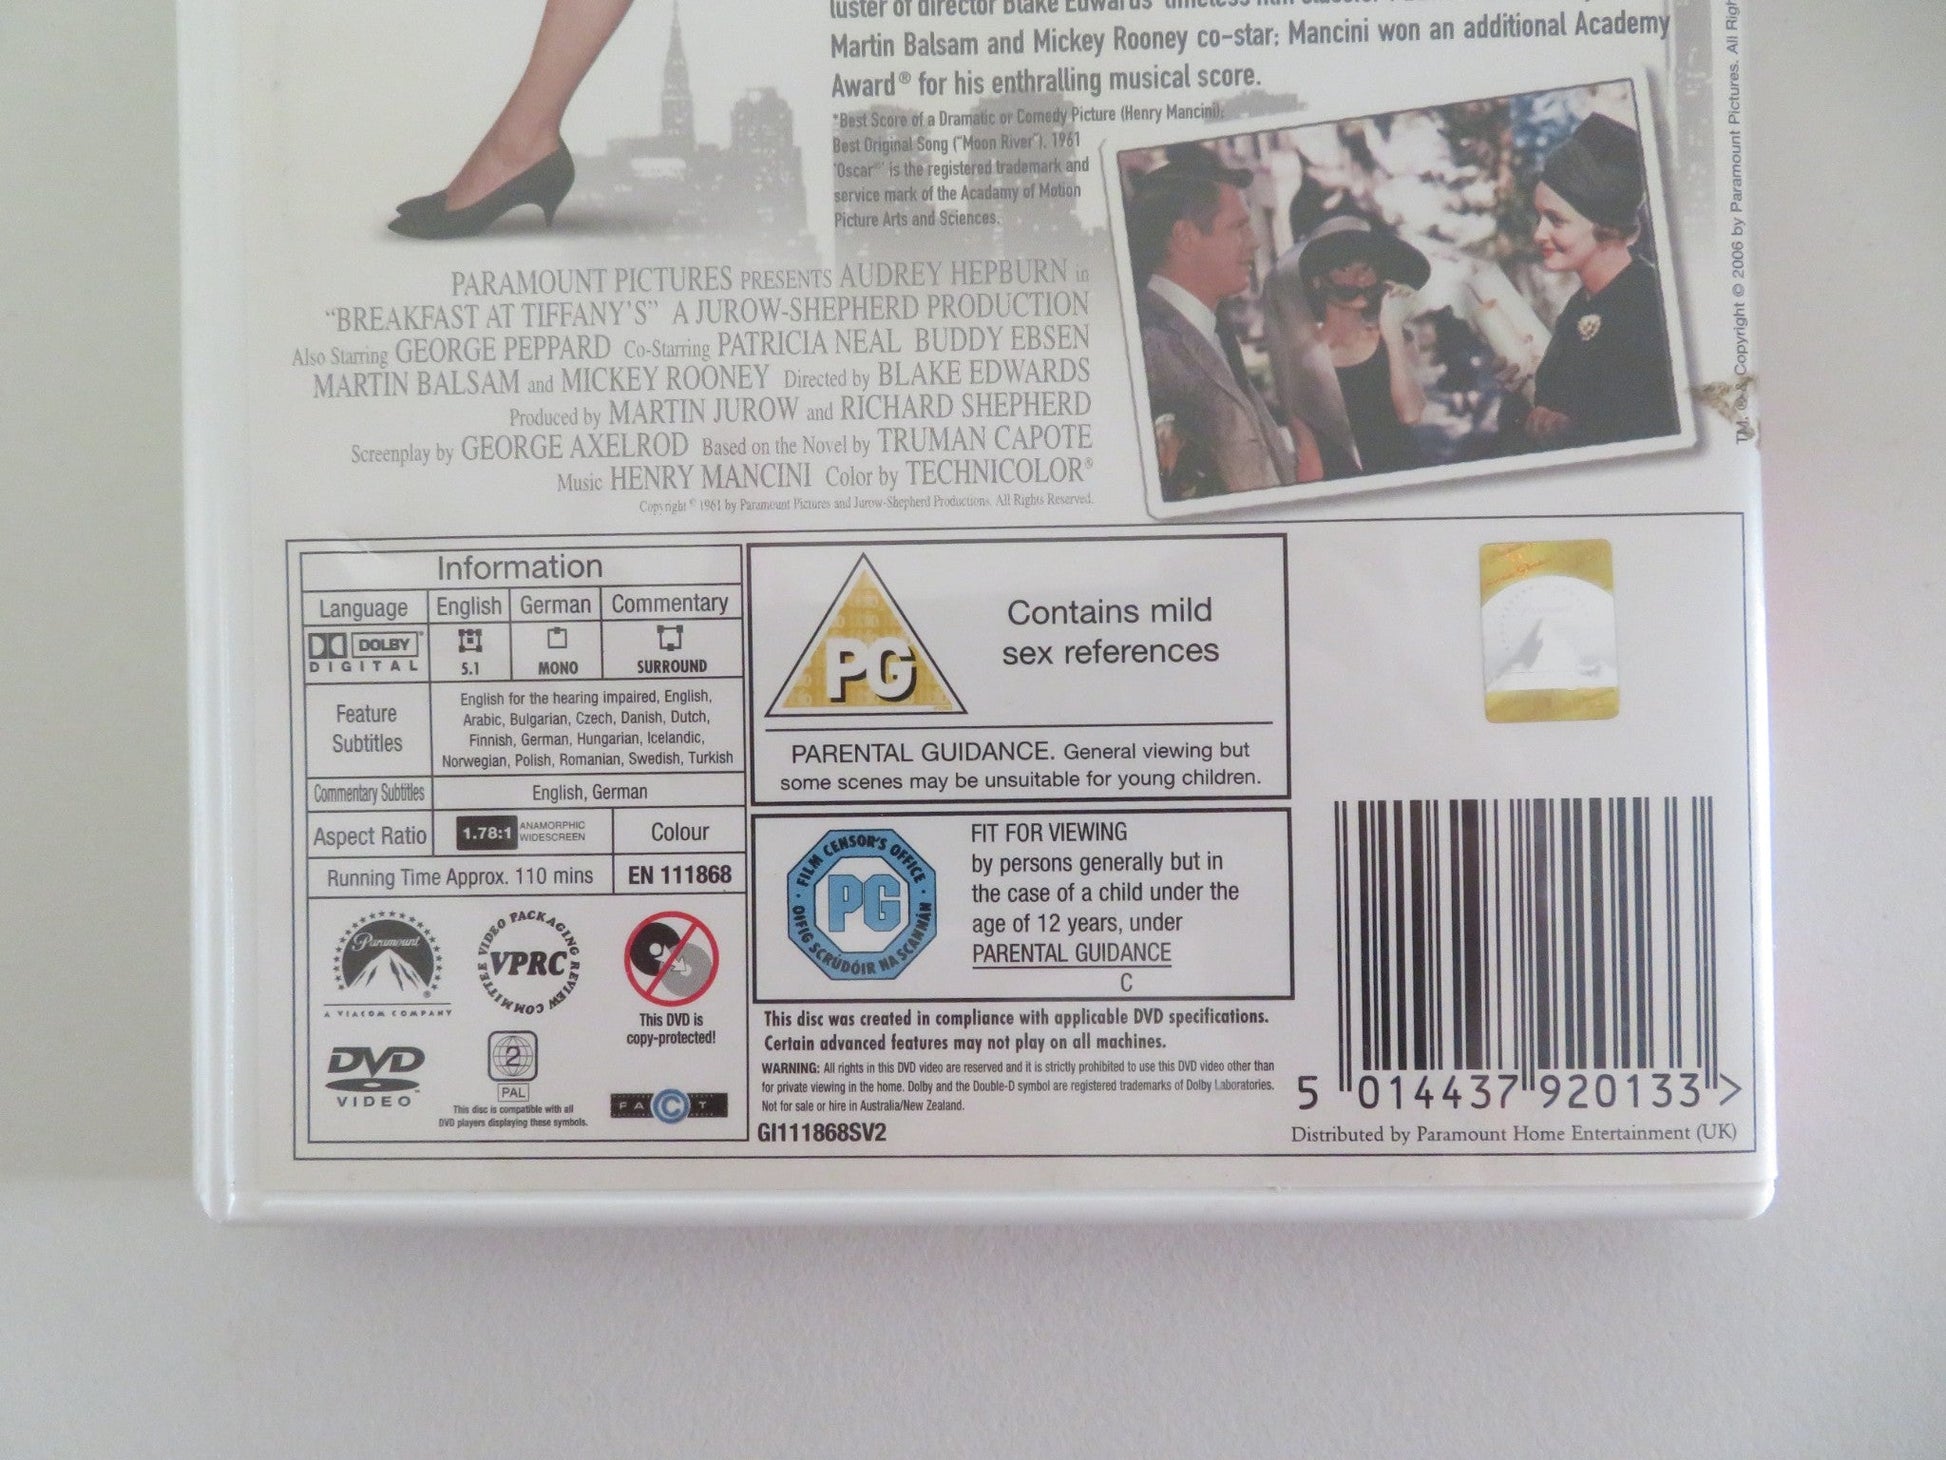 luster of director Blake Edwards' timeless film classic.
Martin Balsam and Mickey Rooney co-star; Mancini won an additional Academy
Award® for his enthralling musical score.
*Best Score of a Dramatic or Comedy Picture (Henry Mancini);
Best Original Song ("Moon River"). 1961
'Oscar®' is the registered trademark and
service mark of the Acadamy of Motion
Picture Arts and Sciences.
TM, ® & Copyright © 2006 by Paramount Pictures. All Righ
PARAMOUNT PICTURES PRESENTS AUDREY HEPBURN in
"BREAKFAST AT TIFFANY'S" A JUROW-SHEPHERD PRODUCTION
Also Starring GEORGE PEPPARD Co-Starring PATRICIA NEAL BUDDY EBSEN
MARTIN BALSAM and MICKEY ROONEY Directed by BLAKE EDWARDS
Produced by MARTIN JUROW and RICHARD SHEPHERD
Screenplay by GEORGE AXELROD Based on the Novel by TRUMAN CAPOTE
Music HENRY MANCINI Color by TECHNICOLOR®
Copyright © 1961 by Paramount Pictures and Jurow-Shepherd Productions. All Rights Reserved.
Information
Language English German Commentary
DOLBY
DIGITAL 5.1 MONO SURROUND
Feature
Subtitles
English for the hearing impaired, English,
Arabic, Bulgarian, Czech, Danish, Dutch,
Finnish, German, Hungarian, Icelandic,
Norwegian, Polish, Romanian, Swedish, Turkish
Commentary Subtitles English, German
Aspect Ratio 1.78:1 ANAMORPHIC
WIDESCREEN Colour
Running Time Approx. 110 mins EN 111868
Paramount
A VIACOM COMPANY
VIDEO PACKAGING REVIEW COMMITTEE
VPRC
This DVD is
copy-protected!
DVD
VIDEO
2
PAL
This disc is compatible with all
DVD players displaying these symbols.
FACT
PG
Contains mild
sex references
PARENTAL GUIDANCE. General viewing but
some scenes may be unsuitable for young children.
FILM CENSOR'S OFFICE
PG
OIFIG SCRÚDÓIR NA SCANNÁN
FIT FOR VIEWING
by persons generally but in
the case of a child under the
age of 12 years, under
PARENTAL GUIDANCE
C
This disc was created in compliance with applicable DVD specifications.
Certain advanced features may not play on all machines.
WARNING: All rights in this DVD video are reserved and it is strictly prohibited to use this DVD video other than
for private viewing in the home. Dolby and the Double-D symbol are registered trademarks of Dolby Laboratories.
Not for sale or hire in Australia/New Zealand.
GI111868SV2
5 014437 920133 >
Distributed by Paramount Home Entertainment (UK)